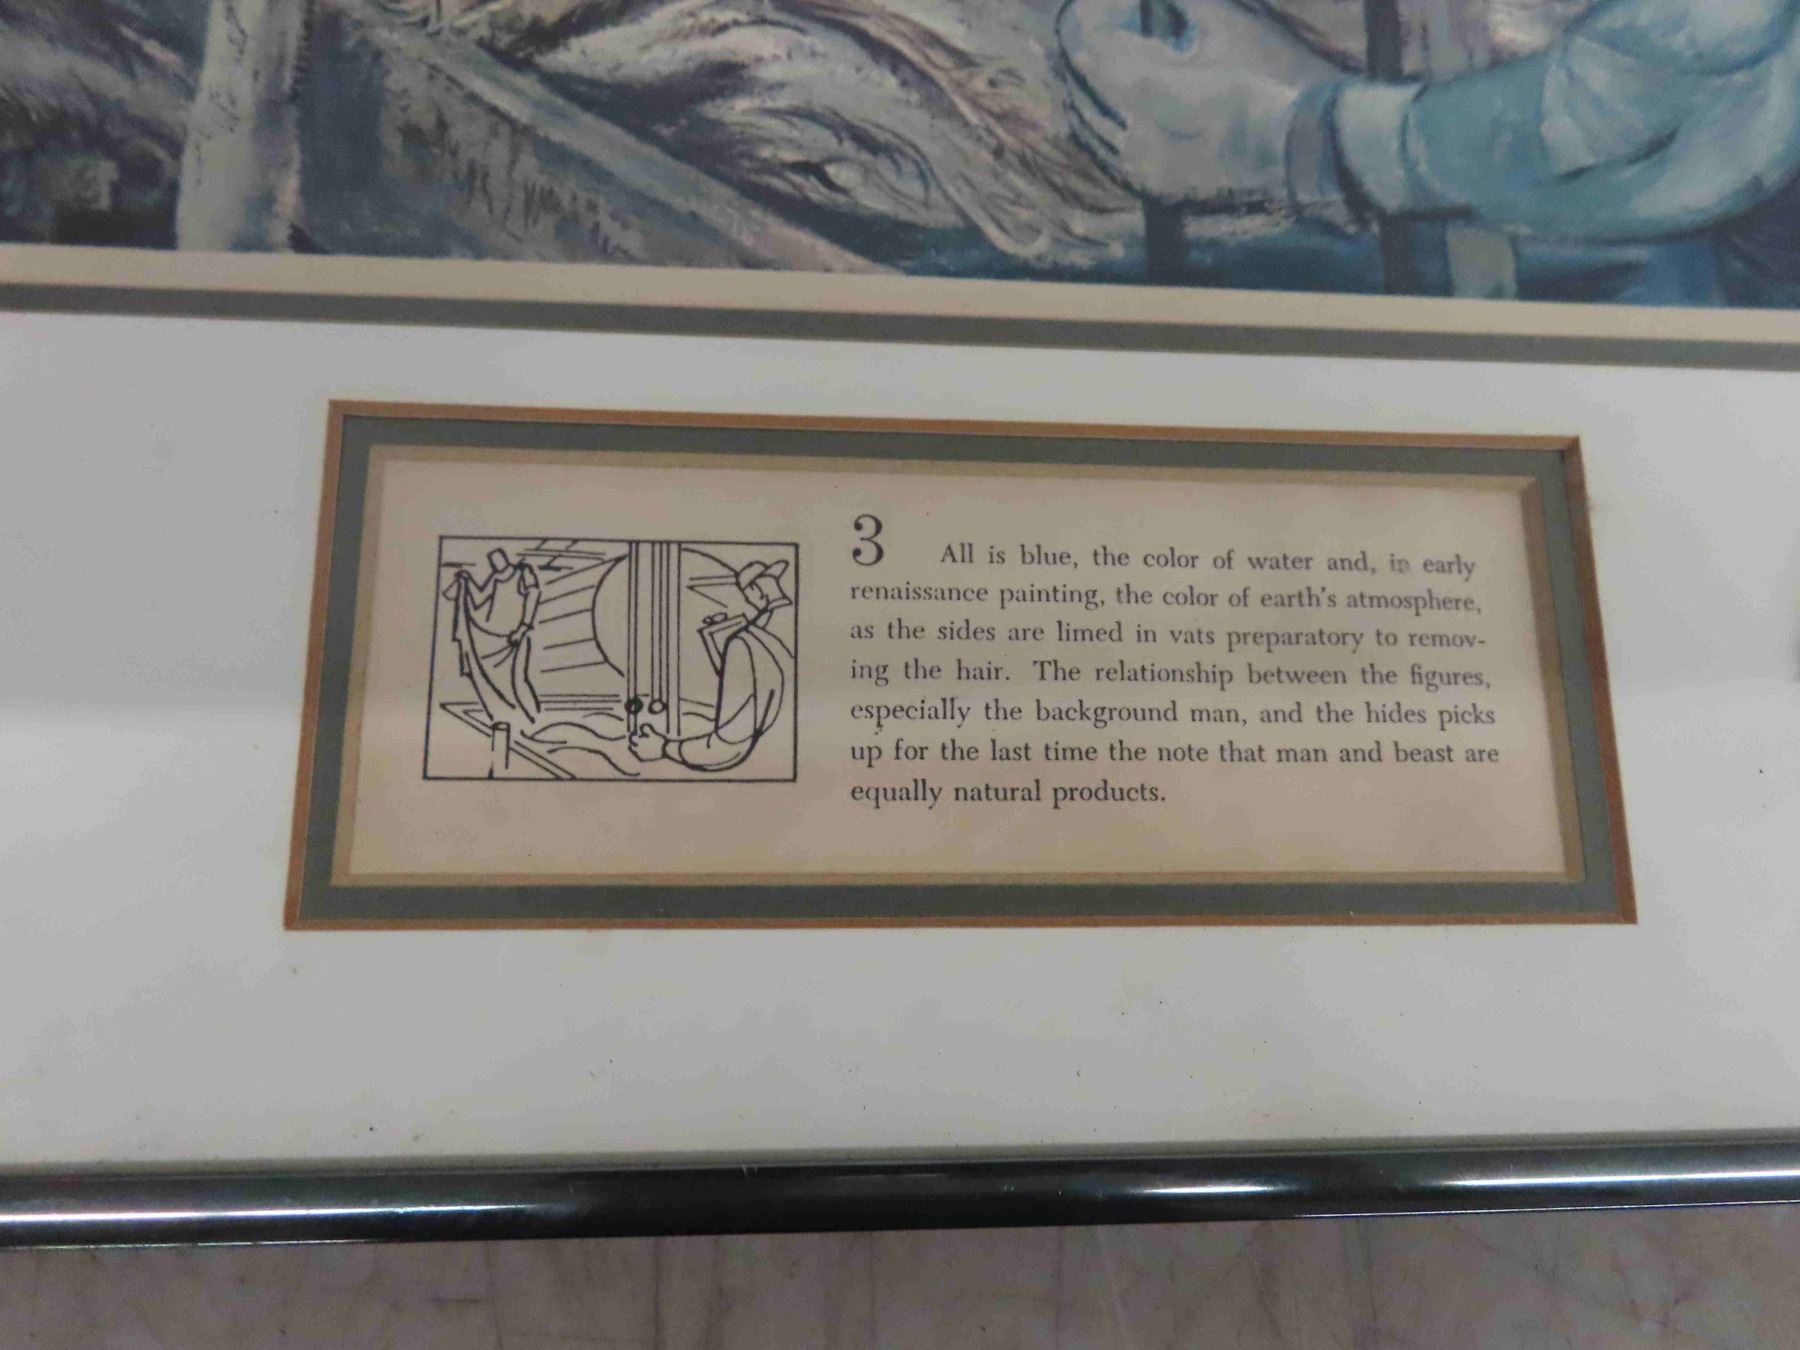 3 All is blue, the color of water and, in early
renaissance painting, the color of earth's atmosphere,
as the sides are limed in vats preparatory to remov-
ing the hair. The relationship between the figures,
especially the background man, and the hides picks
up for the last time the note that man and beast are
equally natural products.